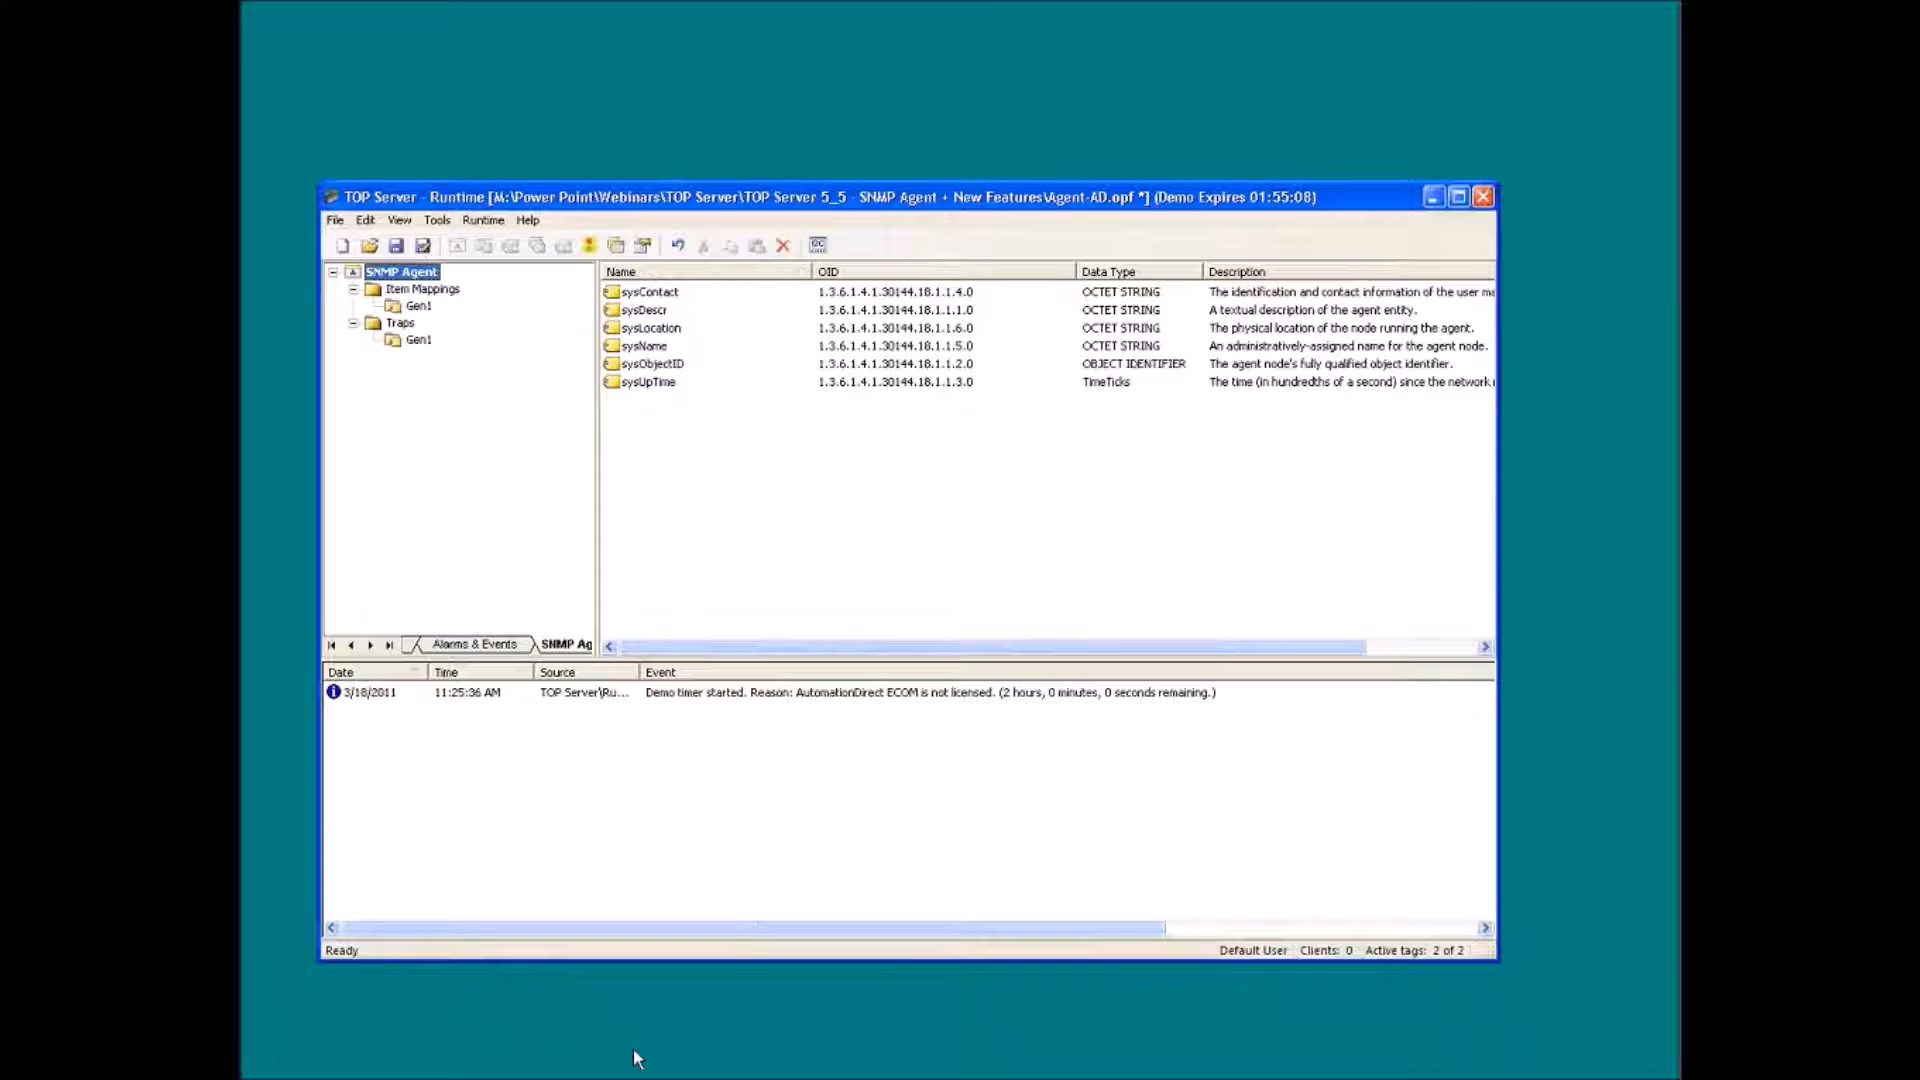 TOP Server - Runtime [M:\Power Point\Webinars\TOP Server\TOP Server 5_5 - SNMP Agent + New Features\Agent-AD.opf *] (Demo Expires 01:55:08)
File Edit View Tools Runtime Help
SNMP Agent
Item Mappings
Gen1
Traps
Gen1
Alarms & Events SNMP Ag
Name OID Data Type Description
sysContact 1.3.6.1.4.1.30144.18.1.1.4.0 OCTET STRING The identification and contact information of the user
sysDescr 1.3.6.1.4.1.30144.18.1.1.1.0 OCTET STRING A textual description of the agent entity.
sysLocation 1.3.6.1.4.1.30144.18.1.1.6.0 OCTET STRING The physical location of the node running the agent.
sysName 1.3.6.1.4.1.30144.18.1.1.5.0 OCTET STRING An administratively-assigned name for the agent node.
sysObjectID 1.3.6.1.4.1.30144.18.1.1.2.0 OBJECT IDENTIFIER The agent node's fully qualified object identifier.
sysUpTime 1.3.6.1.4.1.30144.18.1.1.3.0 TimeTicks The time (in hundredths of a second) since the network
Date Time Source Event
3/18/2011 11:25:36 AM TOP Server\Ru... Demo timer started. Reason: AutomationDirect ECOM is not licensed. (2 hours, 0 minutes, 0 seconds remaining.)
Ready Default User Clients: 0 Active tags: 2 of 2